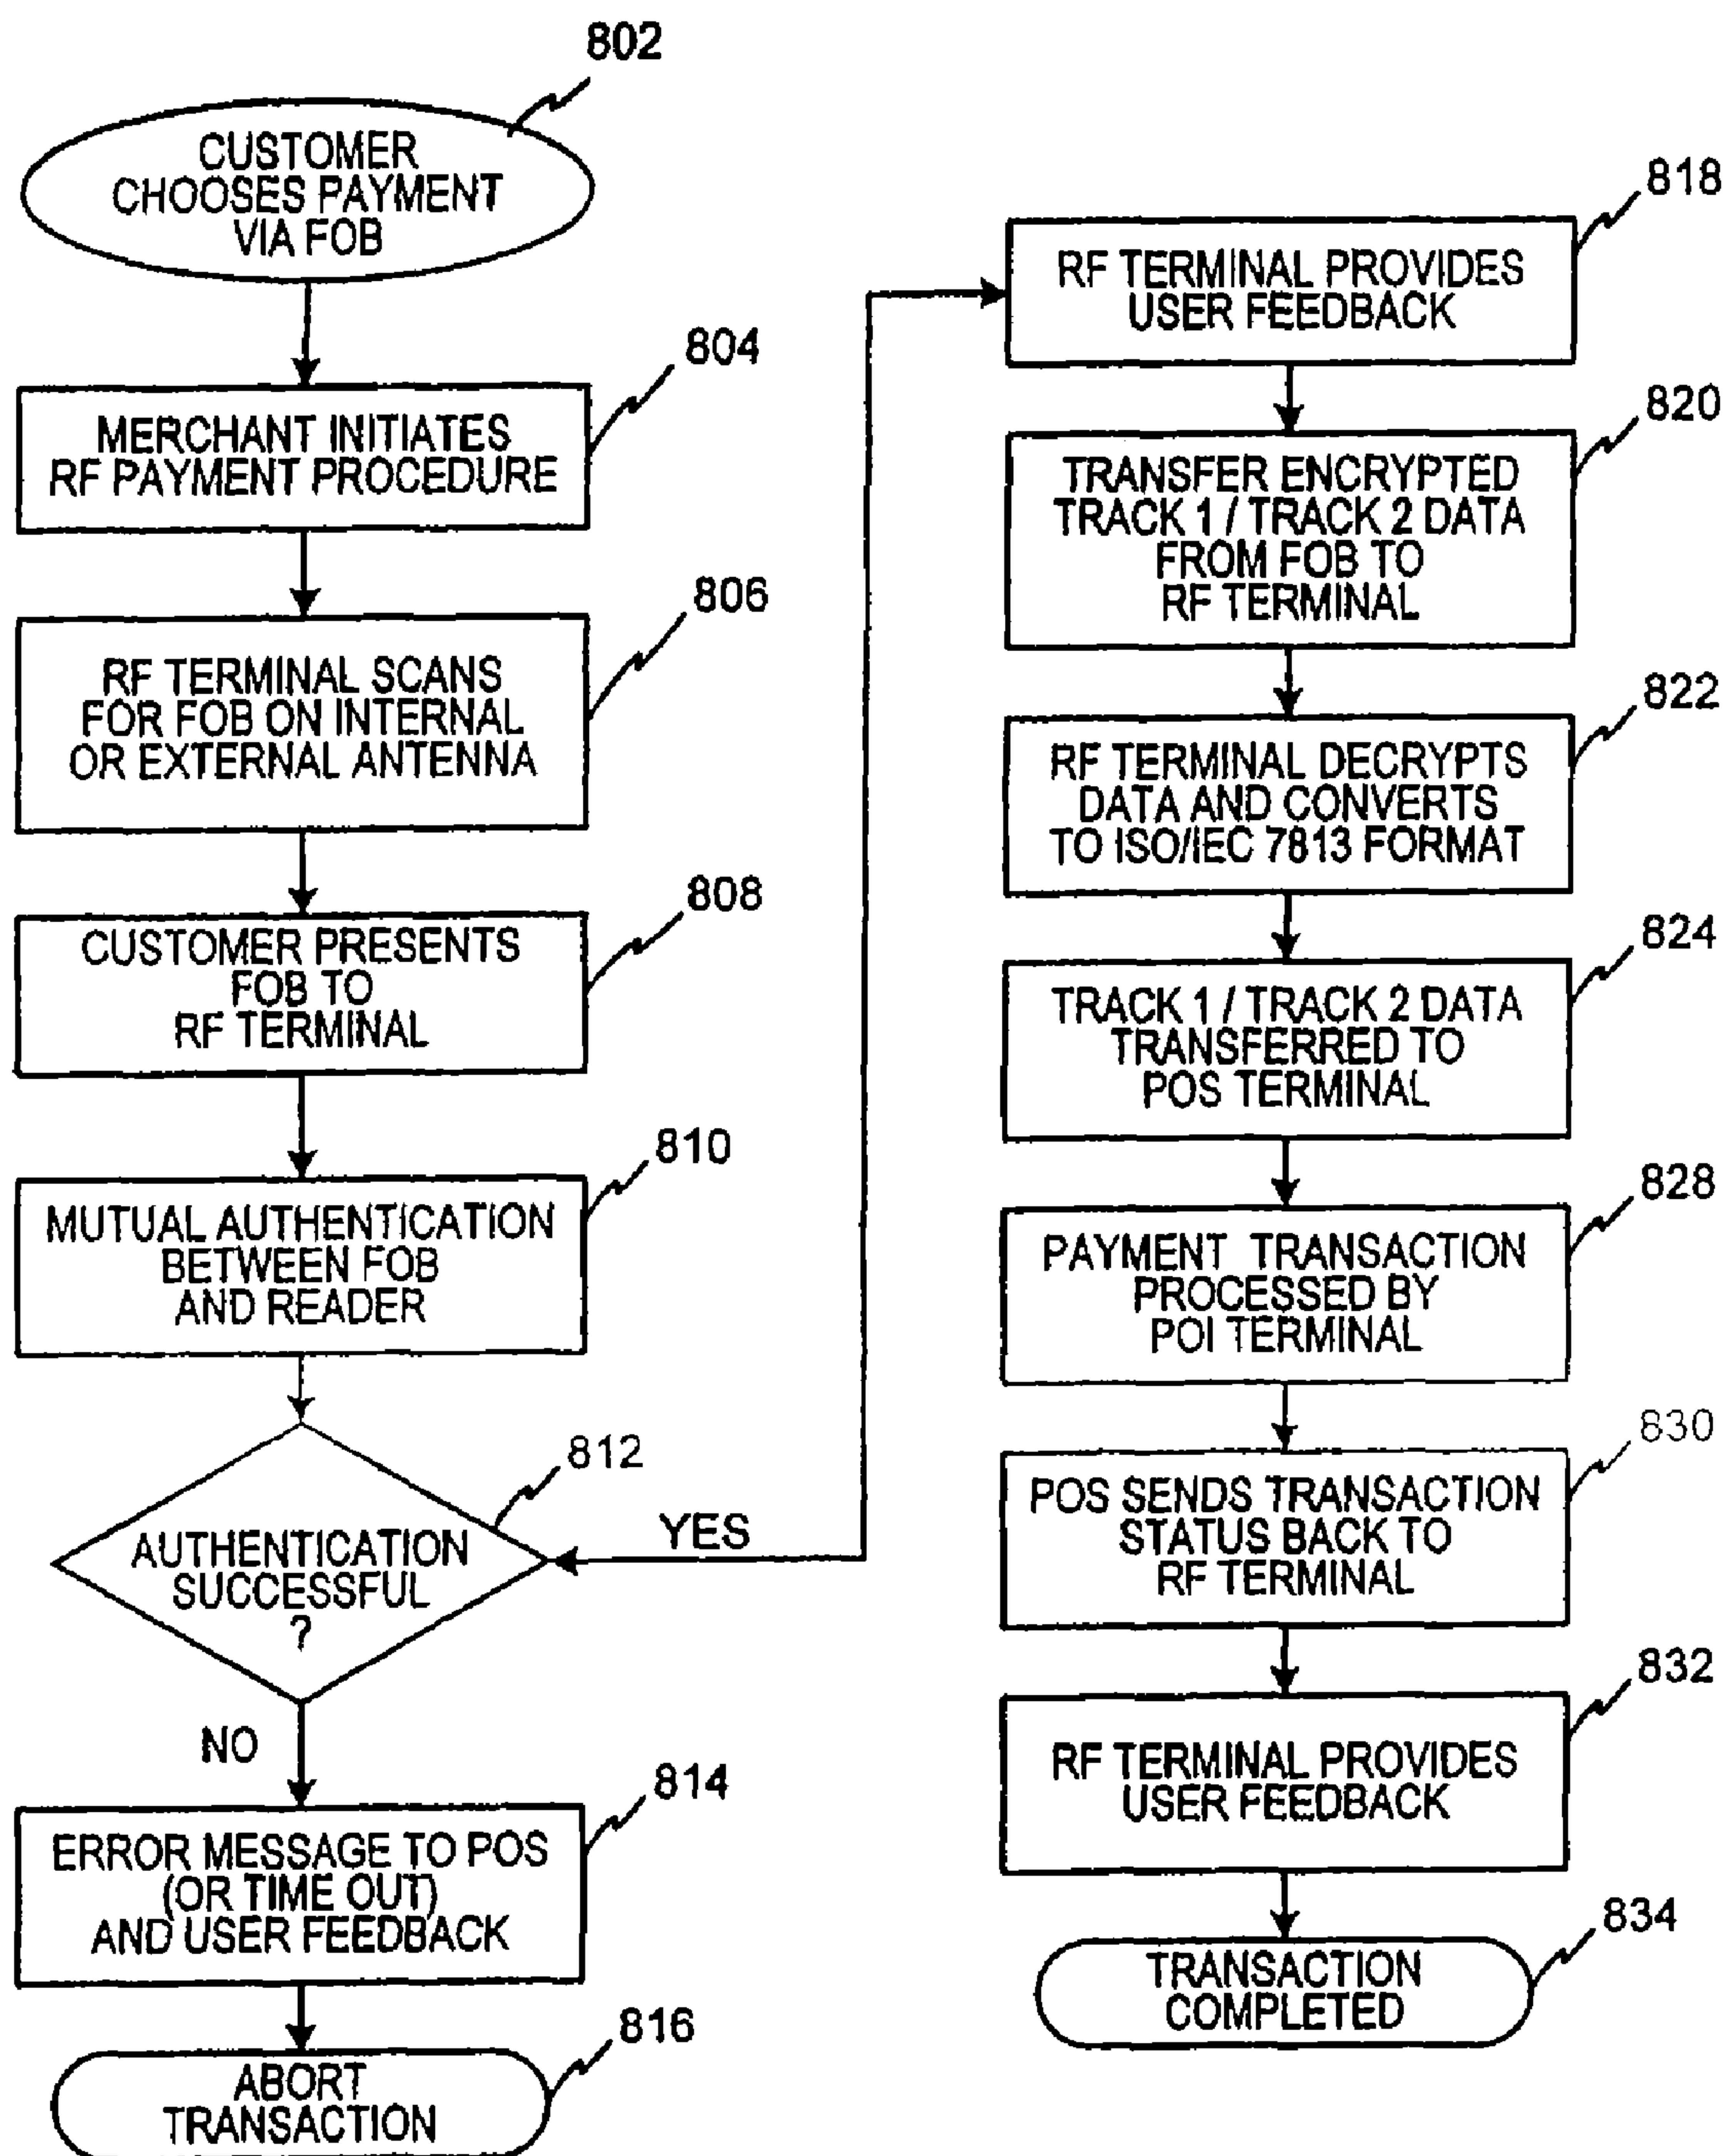 802
CUSTOMER
CHOOSES PAYMENT
VIA FOB
804
MERCHANT INITIATES
RF PAYMENT PROCEDURE
806
RF TERMINAL SCANS
FOR FOB ON INTERNAL
OR EXTERNAL ANTENNA
808
CUSTOMER PRESENTS
FOB TO
RF TERMINAL
810
MUTUAL AUTHENTICATION
BETWEEN FOB
AND READER
812
AUTHENTICATION
SUCCESSFUL
?
YES
NO
814
ERROR MESSAGE TO POS
(OR TIME OUT)
AND USER FEEDBACK
816
ABORT
TRANSACTION
818
RF TERMINAL PROVIDES
USER FEEDBACK
820
TRANSFER ENCRYPTED
TRACK 1 / TRACK 2 DATA
FROM FOB TO
RF TERMINAL
822
RF TERMINAL DECRYPTS
DATA AND CONVERTS
TO ISO/IEC 7813 FORMAT
824
TRACK 1 / TRACK 2 DATA
TRANSFERRED TO
POS TERMINAL
828
PAYMENT TRANSACTION
PROCESSED BY
POI TERMINAL
830
POS SENDS TRANSACTION
STATUS BACK TO
RF TERMINAL
832
RF TERMINAL PROVIDES
USER FEEDBACK
834
TRANSACTION
COMPLETED